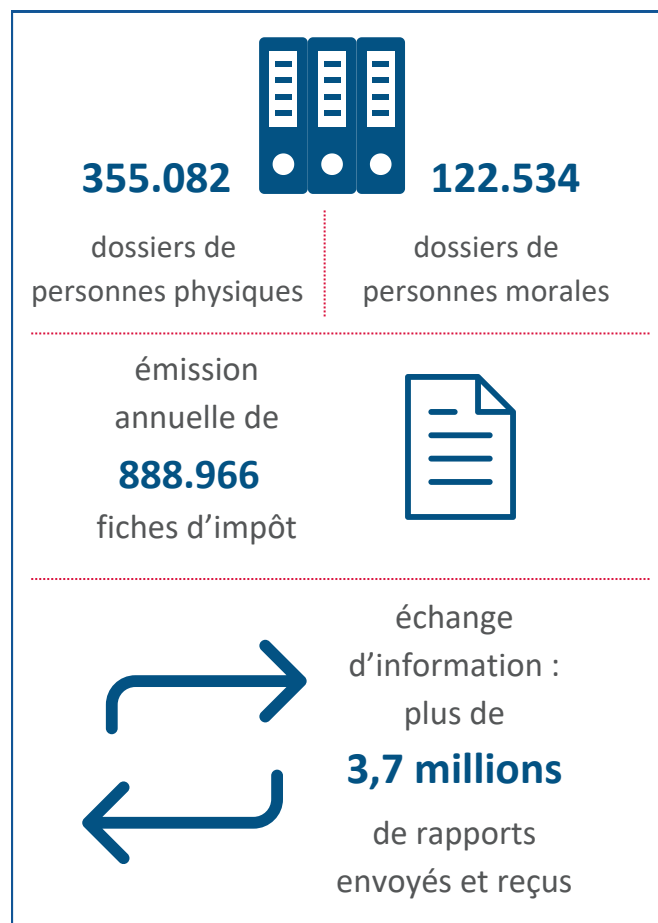 355.082
dossiers de
personnes physiques
122.534
dossiers de
personnes morales
émission
annuelle de
888.966
fiches d’impôt
échange
d’information :
plus de
3,7 millions
de rapports
envoyés et reçus